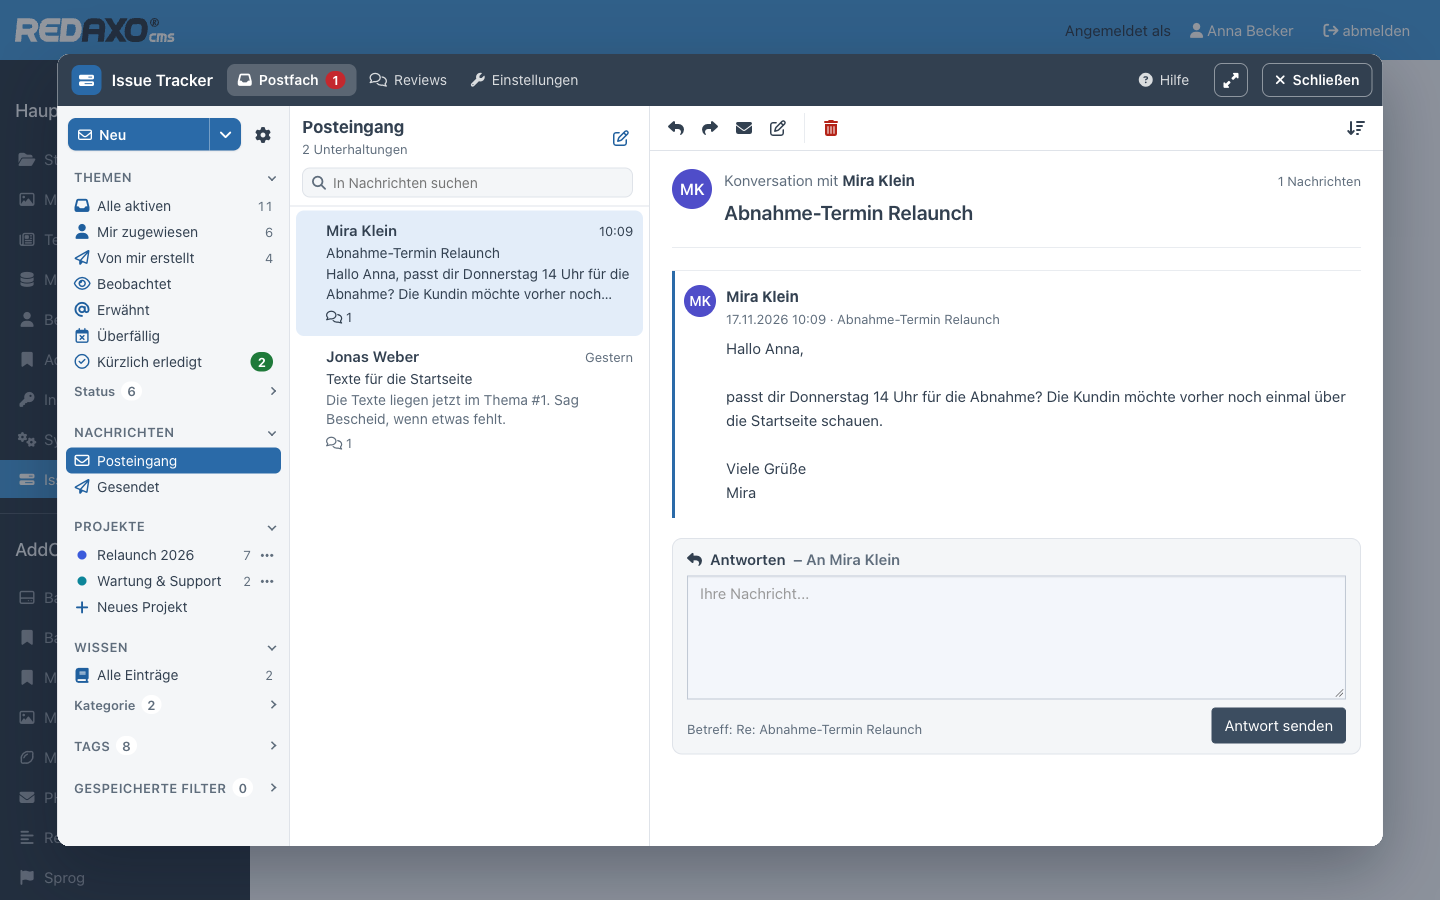 REDAXO® cms
Angemeldet als
Anna Becker
abmelden
Issue Tracker
Postfach 1
Reviews
Einstellungen
Hilfe
Schließen
Neu
THEMEN
Alle aktiven 11
Mir zugewiesen 6
Von mir erstellt 4
Beobachtet
Erwähnt
Überfällig
Kürzlich erledigt 2
Status 6
NACHRICHTEN
Posteingang
Gesendet
PROJEKTE
Relaunch 2026 7
Wartung & Support 2
Neues Projekt
WISSEN
Alle Einträge 2
Kategorie 2
TAGS 8
GESPEICHERTE FILTER 0
Sprog
Posteingang
2 Unterhaltungen
In Nachrichten suchen
Mira Klein 10:09
Abnahme-Termin Relaunch
Hallo Anna, passt dir Donnerstag 14 Uhr für die
Abnahme? Die Kundin möchte vorher noch...
1
Jonas Weber Gestern
Texte für die Startseite
Die Texte liegen jetzt im Thema #1. Sag
Bescheid, wenn etwas fehlt.
1
MK
Konversation mit Mira Klein
1 Nachrichten
Abnahme-Termin Relaunch
MK
Mira Klein
17.11.2026 10:09 · Abnahme-Termin Relaunch
Hallo Anna,
passt dir Donnerstag 14 Uhr für die Abnahme? Die Kundin möchte vorher noch einmal über
die Startseite schauen.
Viele Grüße
Mira
Antworten – An Mira Klein
Ihre Nachricht...
Betreff: Re: Abnahme-Termin Relaunch
Antwort senden